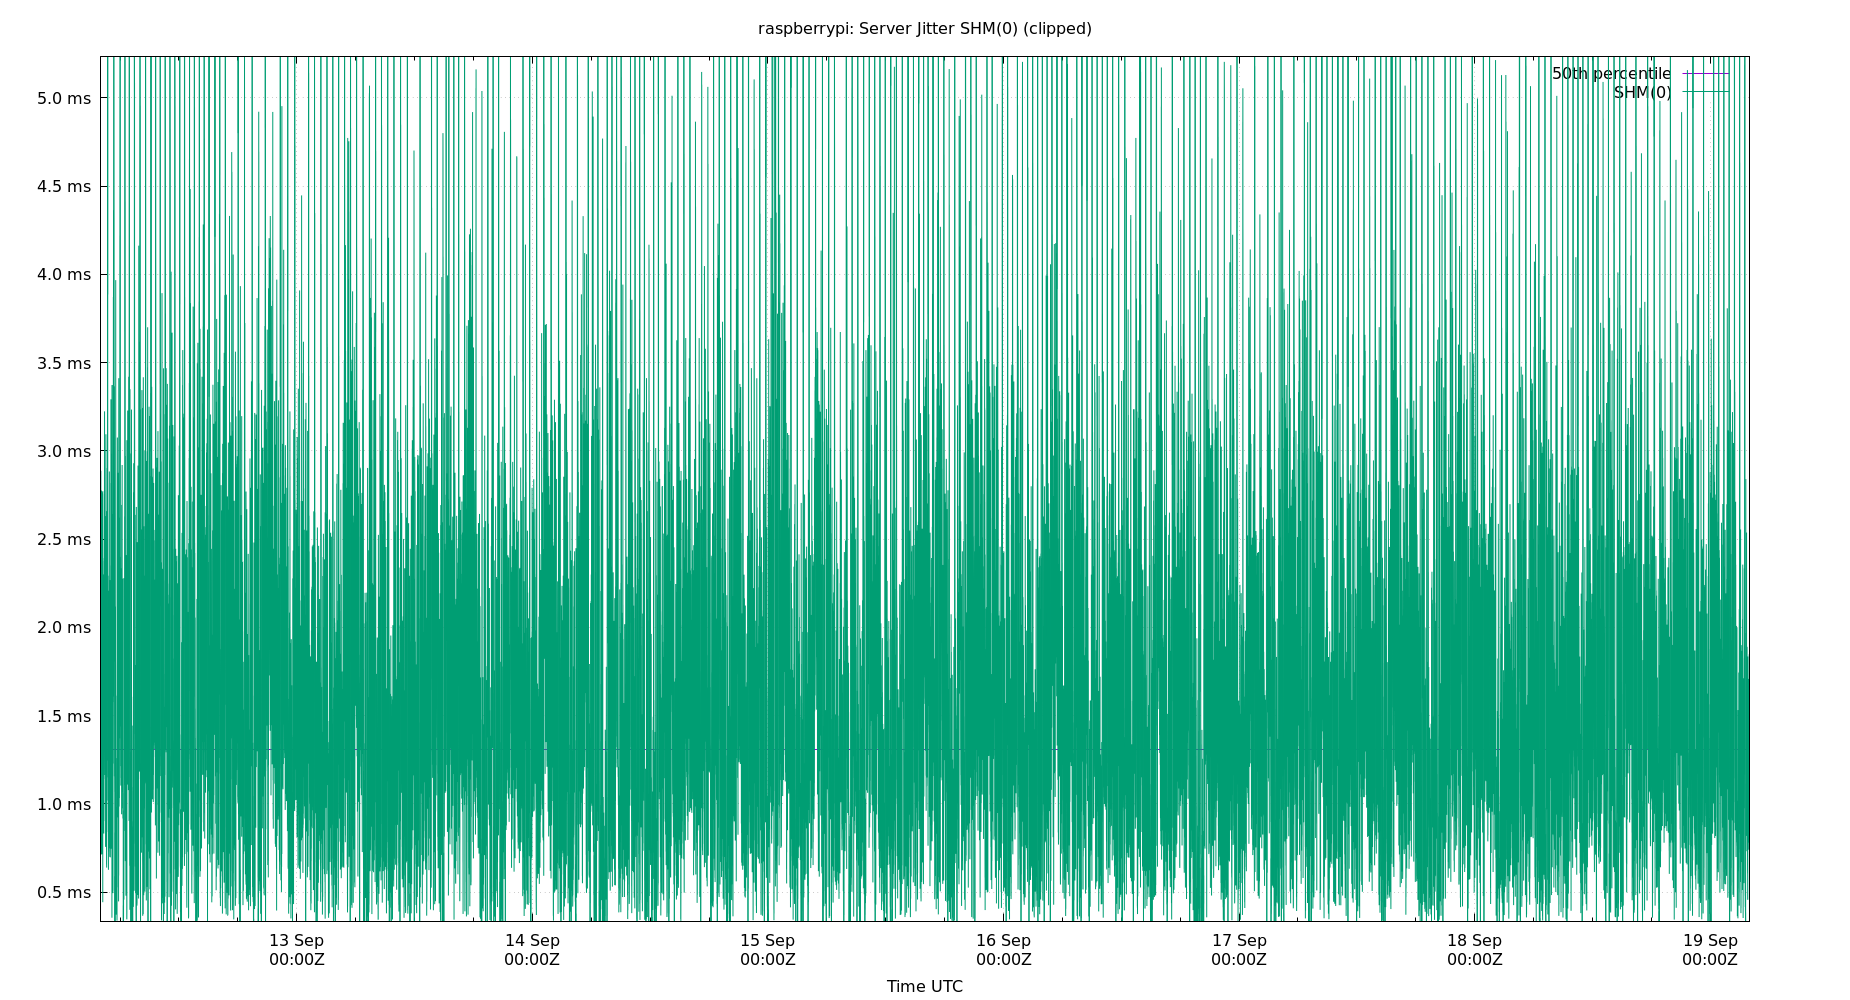 raspberrypi: Server Jitter SHM(0) (clipped)
50th percentile
SHM(0)
5.0 ms
4.5 ms
4.0 ms
3.5 ms
3.0 ms
2.5 ms
2.0 ms
1.5 ms
1.0 ms
0.5 ms
13 Sep 14 Sep 15 Sep 16 Sep 17 Sep 18 Sep 19 Sep
00:00Z 00:00Z 00:00Z 00:00Z 00:00Z 00:00Z 00:00Z
Time UTC